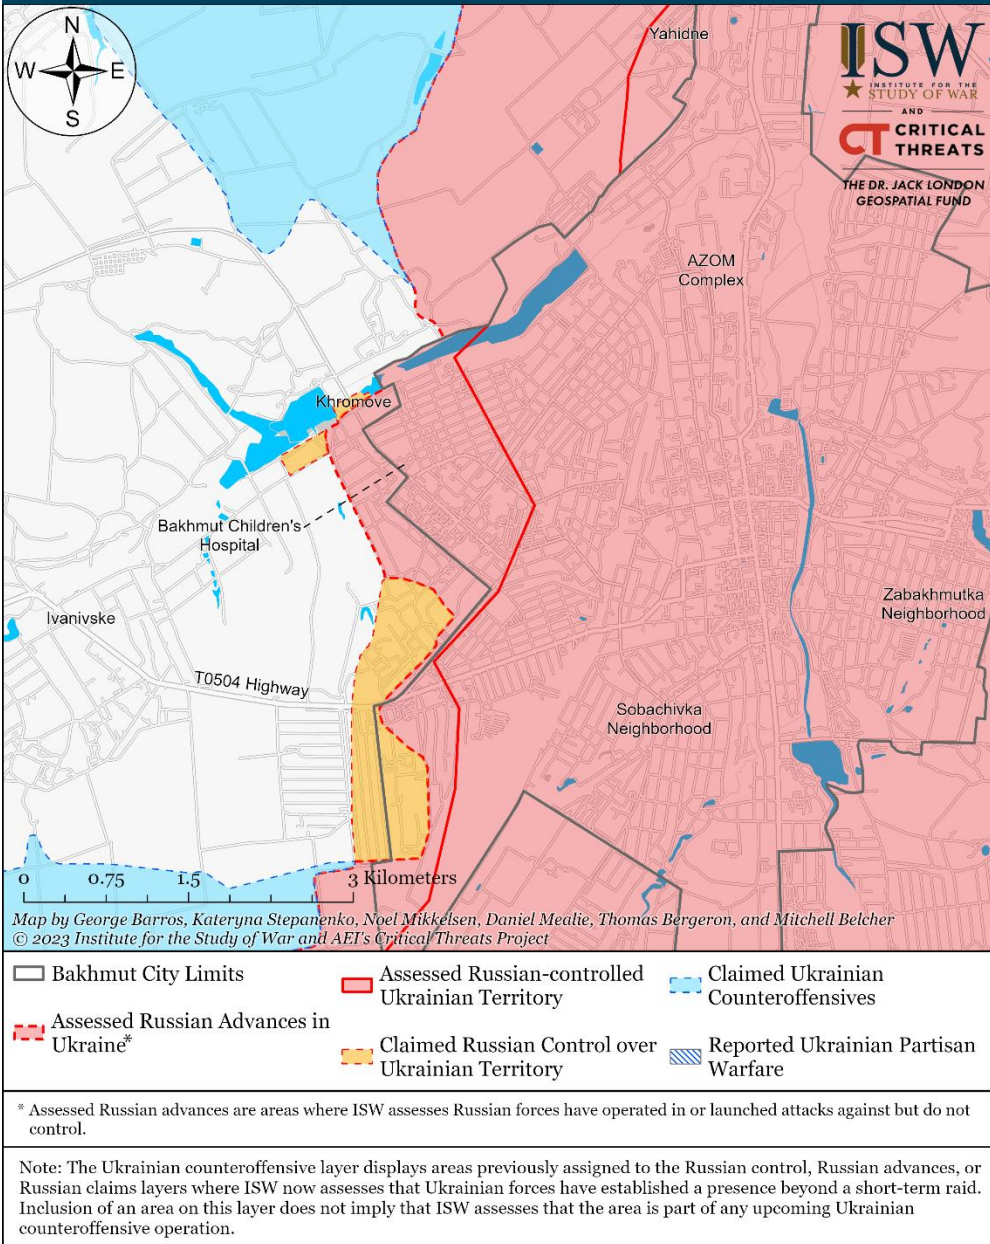 N
W
E
S
Yahidne
ISW
INSTITUTE FOR THE
STUDY OF WAR
AND
CT CRITICAL
THREATS
THE DR. JACK LONDON
GEOSPATIAL FUND
AZOM
Complex
Khromove
Bakhmut Children's
Hospital
Ivanivske
Zabakhmutka
Neighborhood
T0504 Highway
Sobachivka
Neighborhood
0 0.75 1.5 3 Kilometers
Map by George Barros, Kateryna Stepanenko, Noel Mikkelsen, Daniel Mealie, Thomas Bergeron, and Mitchell Belcher
© 2023 Institute for the Study of War and AEI's Critical Threats Project
Bakhmut City Limits
Assessed Russian Advances in
Ukraine*
Assessed Russian-controlled
Ukrainian Territory
Claimed Russian Control over
Ukrainian Territory
Claimed Ukrainian
Counteroffensives
Reported Ukrainian Partisan
Warfare
* Assessed Russian advances are areas where ISW assesses Russian forces have operated in or launched attacks against but do not
control.
Note: The Ukrainian counteroffensive layer displays areas previously assigned to the Russian control, Russian advances, or
Russian claims layers where ISW now assesses that Ukrainian forces have established a presence beyond a short-term raid.
Inclusion of an area on this layer does not imply that ISW assesses that the area is part of any upcoming Ukrainian
counteroffensive operation.